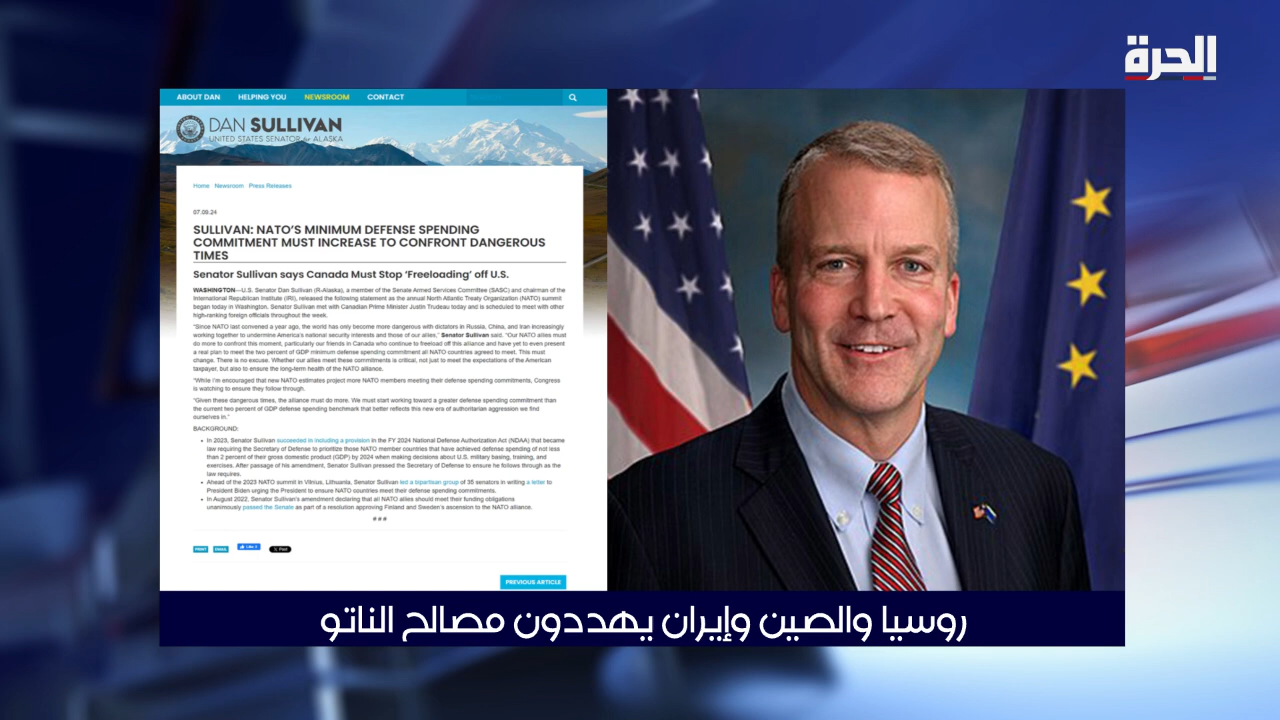 الحرة
ABOUT DAN HELPING YOU NEWSROOM CONTACT
DAN SULLIVAN
UNITED STATES SENATOR for ALASKA
Home Newsroom Press Releases
07.08.24
SULLIVAN: NATO'S MINIMUM DEFENSE SPENDING
COMMITMENT MUST INCREASE TO CONFRONT DANGEROUS
TIMES
Senator Sullivan says Canada Must Stop 'Freeloading' off U.S.
WASHINGTON—U.S. Senator Dan Sullivan (R-Alaska), a member of the Senate Armed Services Committee (SASC) and chairman of the
International Republican Institute (IRI), released the following statement as the annual North Atlantic Treaty Organization (NATO) summit
began today in Washington. Senator Sullivan met with Canadian Prime Minister Justin Trudeau today and is scheduled to meet with other
high-ranking foreign officials throughout the week.
"Since NATO last convened a year ago, the world has only become more dangerous with dictators in Russia, China, and Iran increasingly
working together to undermine America's national security interests and those of our allies," Senator Sullivan said. "Our NATO allies must
do more to confront this moment, particularly our friends in Canada who continue to freeload off this alliance and have yet to even present
a real plan to meet the two percent of GDP minimum defense spending commitment all NATO countries agreed to meet. This must
change. There is no excuse. Whether our allies meet these commitments is critical, not just to meet the expectations of the American
taxpayer, but also to ensure the long-term health of the NATO alliance.
"While I'm encouraged that new NATO estimates project more NATO members meeting their defense spending commitments, Congress
is watching to ensure they follow through.
"Given these dangerous times, the alliance must do more. We must start working toward a greater defense spending commitment than
the current two percent of GDP defense spending benchmark that better reflects this new era of authoritarian aggression we find
ourselves in."
BACKGROUND:
• In 2023, Senator Sullivan succeeded in including a provision in the FY 2024 National Defense Authorization Act (NDAA) that became
law requiring the Secretary of Defense to prioritize those NATO member countries that have achieved defense spending of not less
than 2 percent of their gross domestic product (GDP) by 2024 when making decisions about U.S. military basing, training, and
exercises. After passage of his amendment, Senator Sullivan pressed the Secretary of Defense to ensure he follows through as the
law requires.
• Ahead of the 2023 NATO summit in Vilnius, Lithuania, Senator Sullivan led a bipartisan group of 35 senators in writing a letter to
President Biden urging the President to ensure NATO countries meet their defense spending commitments.
• In August 2022, Senator Sullivan's amendment declaring that all NATO allies should meet their funding obligations
unanimously passed the Senate as part of a resolution approving Finland and Sweden's ascension to the NATO alliance.
###
PRINT EMAIL Like Post
PREVIOUS ARTICLE
روسيا والصين وإيران يهددون مصالح الناتو